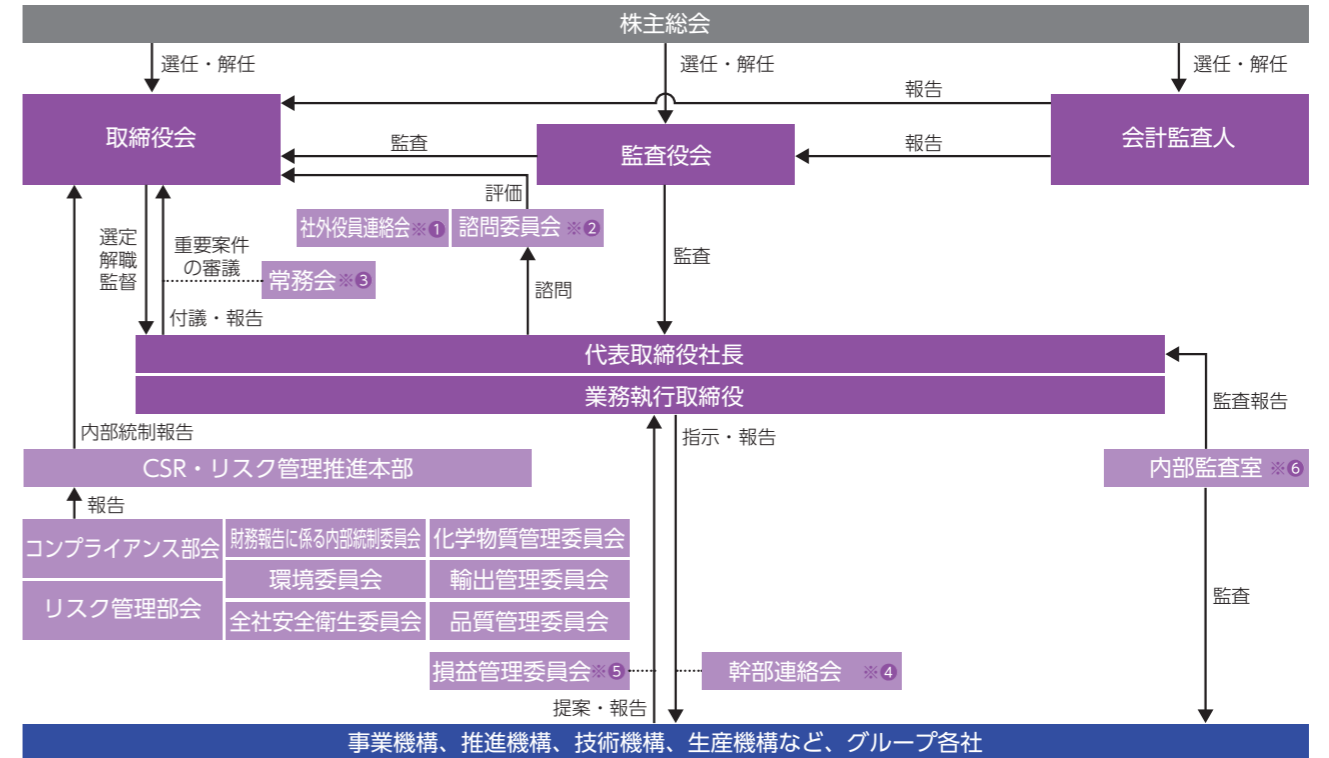 株主総会
選任・解任
選任・解任
選任・解任
取締役会
監査役会
会計監査人
報告
監査
報告
評価
社外役員連絡会※❶
諮問委員会※❷
選定
解職
監督
重要案件
の審議
常務会※❸
監査
諮問
付議・報告
代表取締役社長
業務執行取締役
監査報告
内部統制報告
指示・報告
CSR・リスク管理推進本部
内部監査室※❻
報告
コンプライアンス部会
財務報告に係る内部統制委員会
化学物質管理委員会
環境委員会
輸出管理委員会
リスク管理部会
全社安全衛生委員会
品質管理委員会
監査
損益管理委員会※❺
幹部連絡会 ※❹
提案・報告
事業機構、推進機構、技術機構、生産機構など、グループ各社